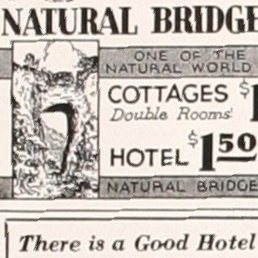 NATURAL BRIDGE
ONE OF THE
NATURAL WORLD
COTTAGES $1
Double Rooms
HOTEL $1.50
NATURAL BRIDGE
There is a Good Hotel